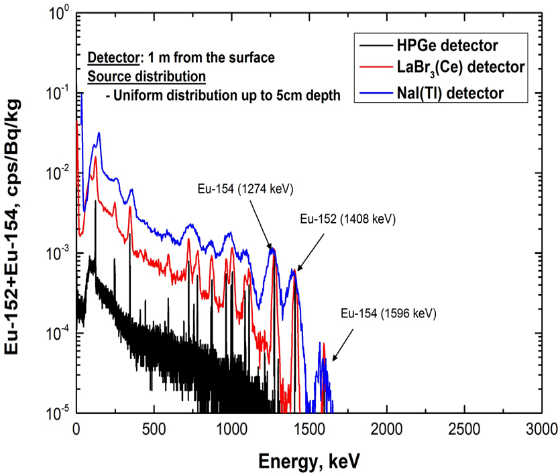 10⁰
10⁻¹
10⁻²
10⁻³
10⁻⁴
10⁻⁵
Eu-152+Eu-154, cps/Bq/kg
Detector: 1 m from the surface
Source distribution
- Uniform distribution up to 5cm depth
HPGe detector
LaBr₃(Ce) detector
NaI(Tl) detector
Eu-154 (1274 keV)
Eu-152 (1408 keV)
Eu-154 (1596 keV)
0 500 1000 1500 2000 2500 3000
Energy, keV